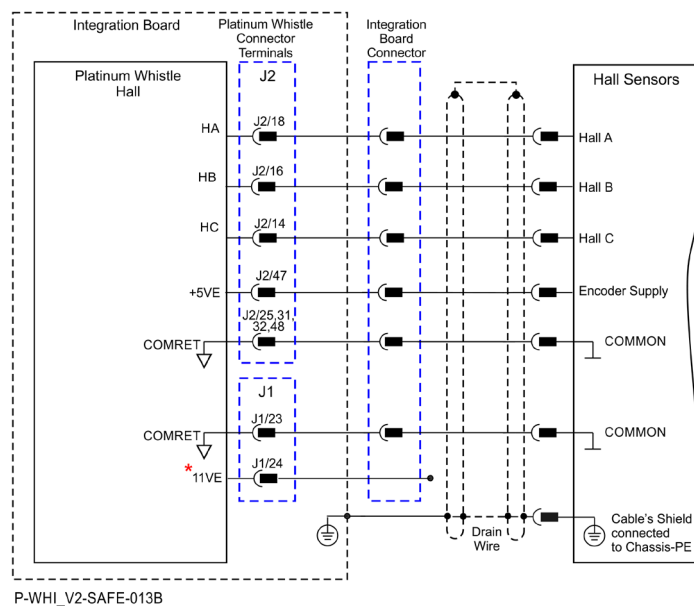 Integration Board
Platinum Whistle
Connector
Terminals
Integration
Board
Connector
Platinum Whistle
Hall
J2
Hall Sensors
HA
J2/18
Hall A
HB
J2/16
Hall B
HC
J2/14
Hall C
+5VE
J2/47
Encoder Supply
J2/25,31,
32,48
COMRET
COMMON
J1
COMRET
J1/23
COMMON
*11VE
J1/24
Drain
Wire
Cable's Shield
connected
to Chassis-PE
P-WHI_V2-SAFE-013B